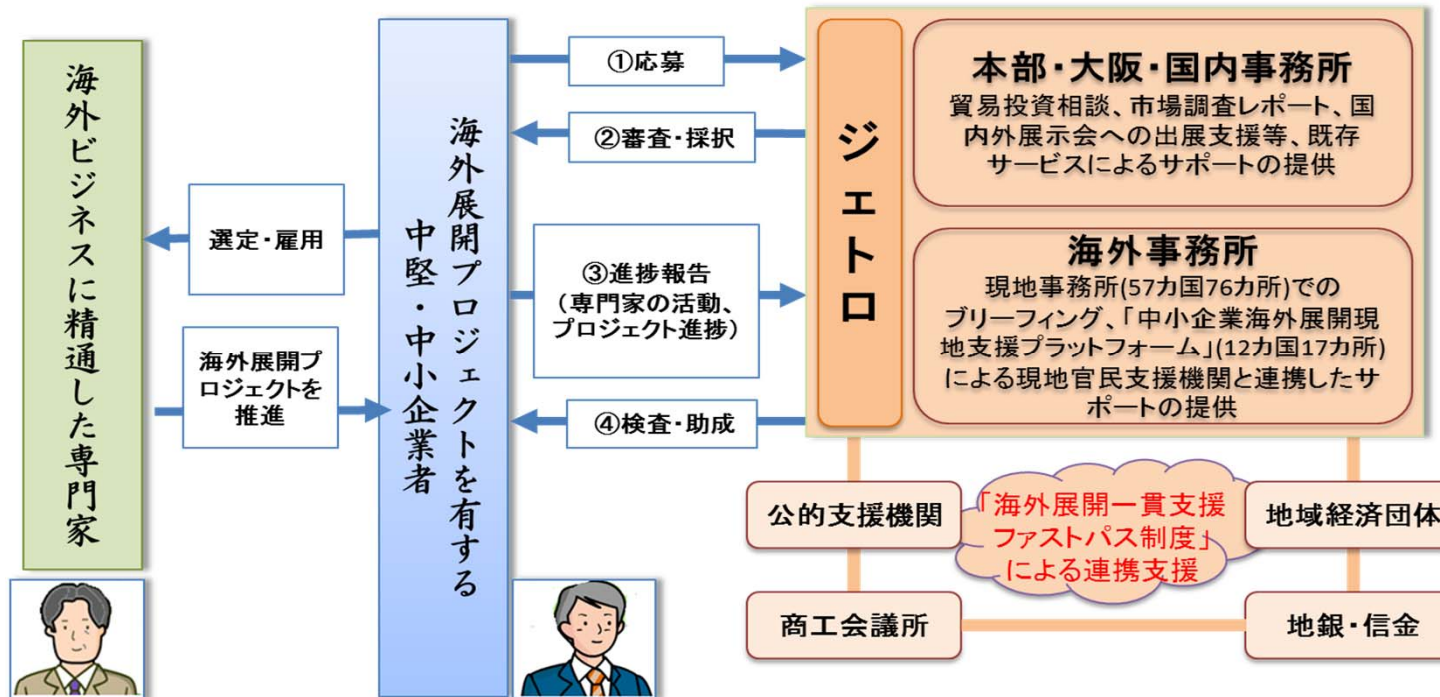 海外ビジネスに精通した専門家
選定・雇用
海外展開プ
ロジェクトを
推進
海外展開プロジェクトを有する
中堅・中小企業者
①応募
②審査・採択
③進捗報告
(専門家の活動、
プロジェクト進捗)
④検査・助成
ジェトロ
本部・大阪・国内事務所
貿易投資相談、市場調査レポート、国
内外展示会への出展支援等、既存
サービスによるサポートの提供
海外事務所
現地事務所(57カ国76カ所)での
ブリーフィング、「中小企業海外展開現
地支援プラットフォーム」(12カ国17カ所)
による現地官民支援機関と連携したサ
ポートの提供
公的支援機関
「海外展開一貫支援
ファストパス制度」
による連携支援
地域経済団体
商工会議所
地銀・信金